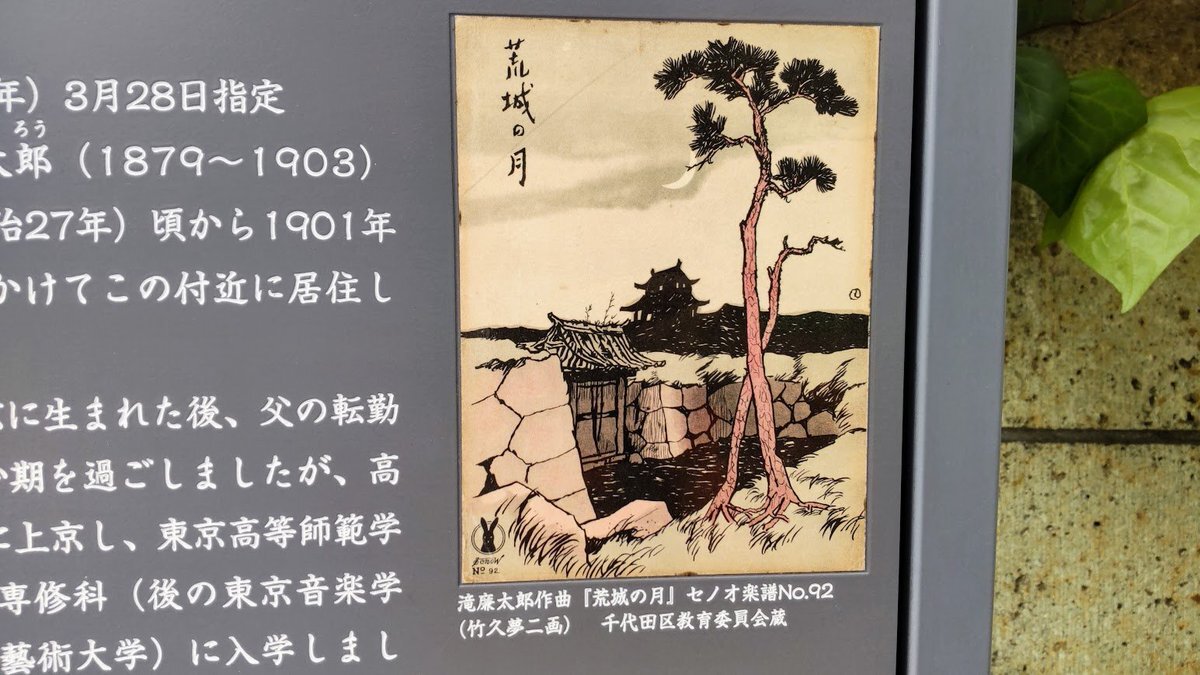 年）3月28日指定
ろう
太郎（1879～1903）
治27年）頃から1901年
かけてこの付近に居住し
に生まれた後、父の転勤
期を過ごしましたが、高
に上京し、東京高等師範学
専修科（後の東京音楽学
藝術大学）に入学しまし
荒城の月
SENOW
No 92.
滝廉太郎作曲『荒城の月』セノオ楽譜No.92
（竹久夢二画）　千代田区教育委員会蔵